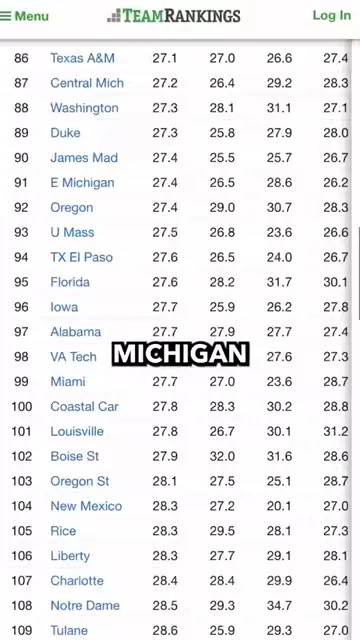 Menu TEAMRANKINGS Log In
86 Texas A&M 27.1 27.0 26.6 27.4
87 Central Mich 27.2 26.4 29.2 28.3
88 Washington 27.3 28.1 31.1 27.1
89 Duke 27.3 25.8 27.9 28.0
90 James Mad 27.4 25.5 25.7 26.7
91 E Michigan 27.4 26.5 28.6 26.2
92 Oregon 27.4 29.0 30.7 28.3
93 U Mass 27.5 26.8 23.6 26.6
94 TX El Paso 27.6 26.5 24.0 26.7
95 Florida 27.6 28.2 31.7 30.1
96 Iowa 27.7 25.9 26.2 27.8
97 Alabama 27.7 27.9 27.7 27.4
98 VA Tech MICHIGAN 27.6 27.3
99 Miami 27.7 27.0 23.6 28.7
100 Coastal Car 27.8 28.3 30.2 28.8
101 Louisville 27.8 26.7 30.1 31.2
102 Boise St 27.9 32.0 31.6 28.6
103 Oregon St 28.1 27.5 25.1 28.7
104 New Mexico 28.3 27.2 20.1 27.0
105 Rice 28.3 29.5 28.1 27.3
106 Liberty 28.3 27.7 29.1 28.1
107 Charlotte 28.4 28.4 29.9 26.4
108 Notre Dame 28.5 29.3 34.7 30.2
109 Tulane 28.6 25.9 29.3 27.0